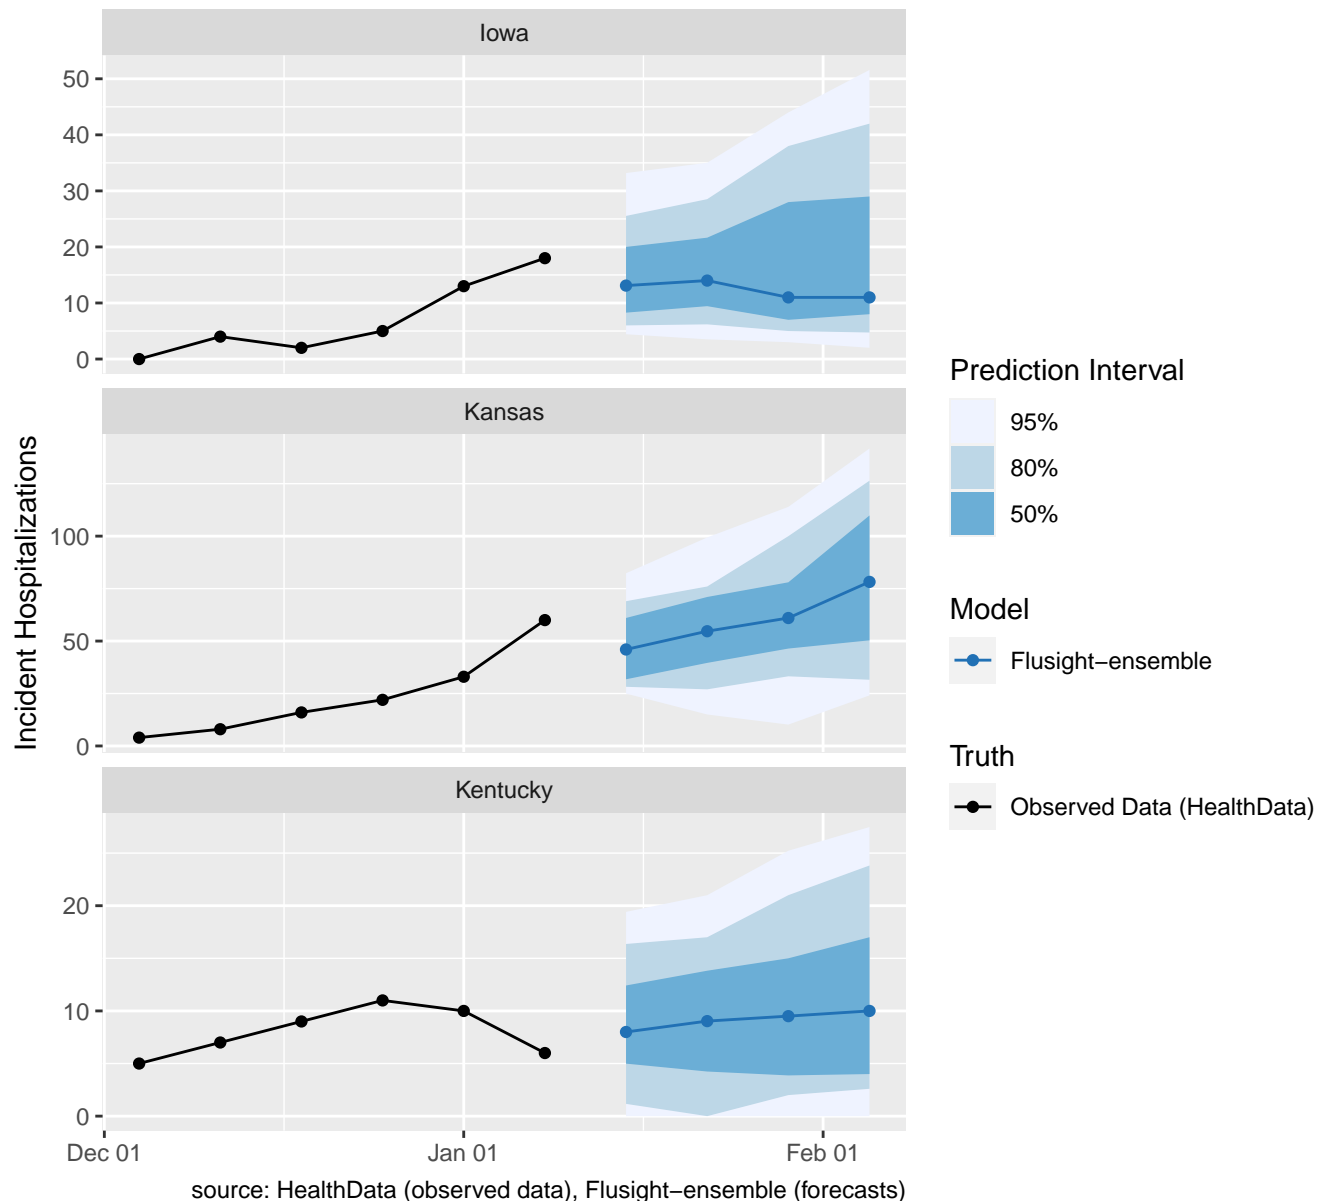 Iowa
50
40
30
20
10
0
Kansas
100
50
0
Kentucky
20
10
0
Dec 01
Jan 01
Feb 01
Incident Hospitalizations
source: HealthData (observed data), Flusight−ensemble (forecasts)
Prediction Interval
95%
80%
50%
Model
Flusight−ensemble
Truth
Observed Data (HealthData)